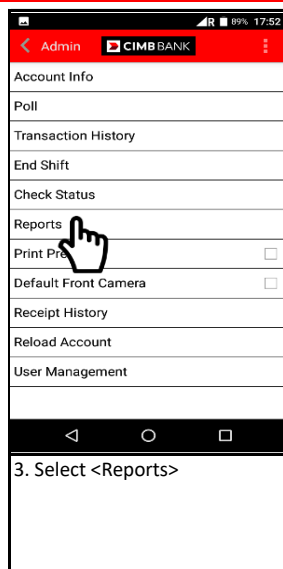 R 89% 17:52
Admin CIMB BANK
Account Info
Poll
Transaction History
End Shift
Check Status
Reports
Print Pre
Default Front Camera
Receipt History
Reload Account
User Management
3. Select <Reports>